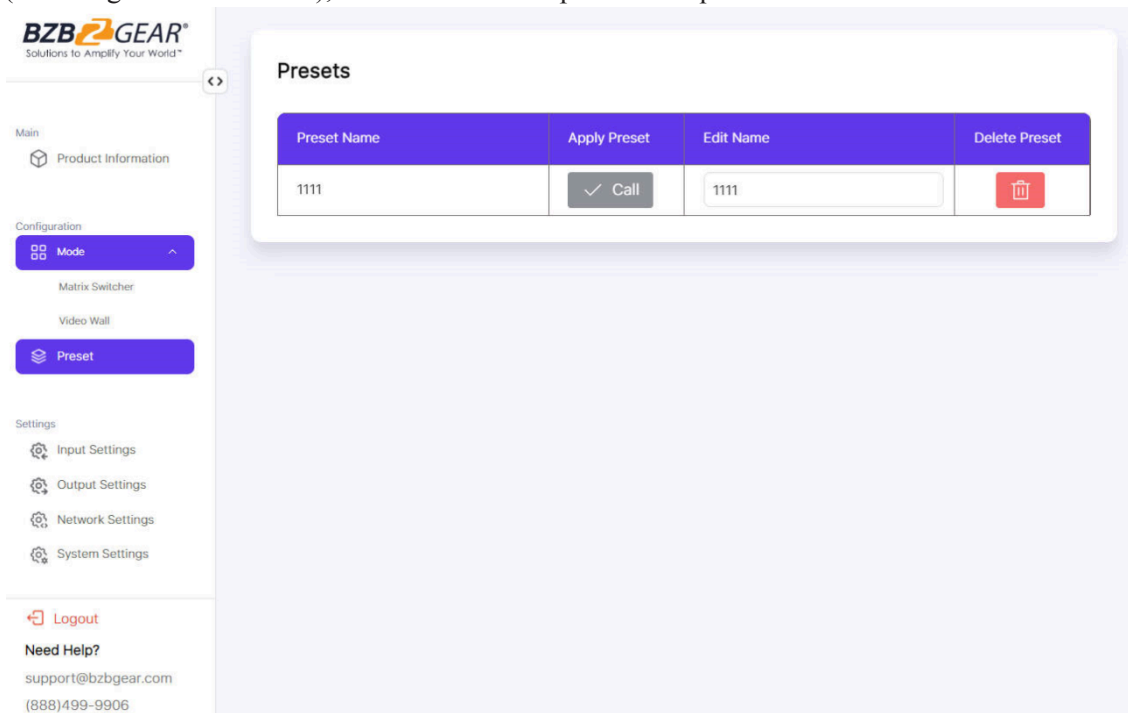 BZBGEAR®
Solutions to Amplify Your World™
Main
Product Information
Configuration
Mode
Matrix Switcher
Video Wall
Preset
Settings
Input Settings
Output Settings
Network Settings
System Settings
Logout
Need Help?
support@bzbgear.com
(888)499-9906
Presets
Preset Name Apply Preset Edit Name Delete Preset
1111 Call 1111